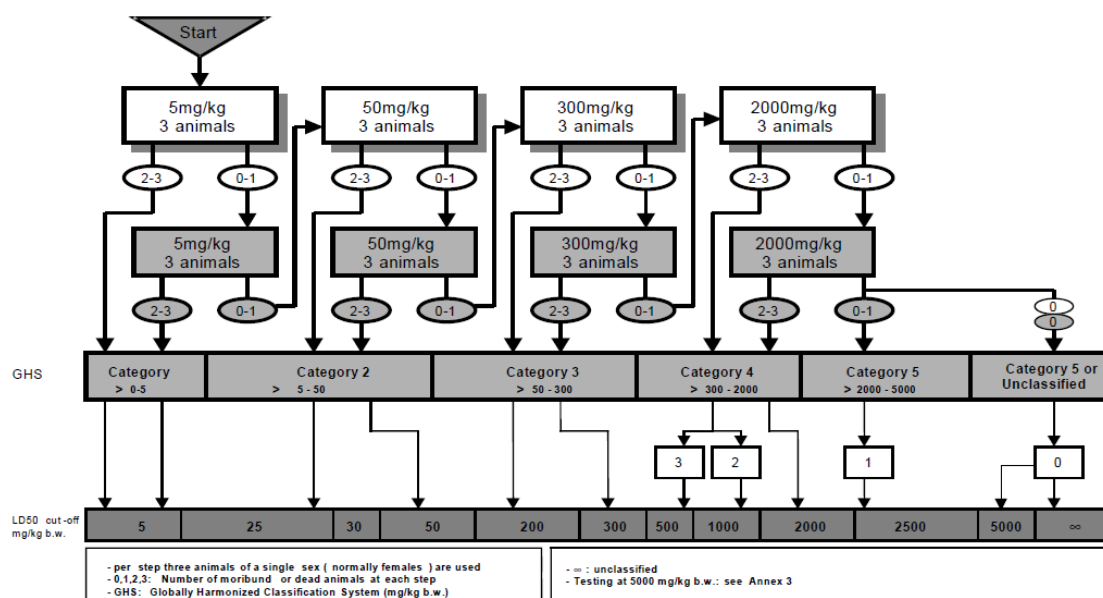 Start
5mg/kg
3 animals
50mg/kg
3 animals
300mg/kg
3 animals
2000mg/kg
3 animals
2-3
0-1
2-3
0-1
2-3
0-1
2-3
0-1
5mg/kg
3 animals
50mg/kg
3 animals
300mg/kg
3 animals
2000mg/kg
3 animals
2-3
0-1
2-3
0-1
2-3
0-1
2-3
0-1
0
0
GHS
Category
> 0-5
Category 2
> 5 - 50
Category 3
> 50 - 300
Category 4
> 300 - 2000
Category 5
> 2000 - 5000
Category 5 or
Unclassified
3
2
1
0
LD50 cut-off
mg/kg b.w.
5
25
30
50
200
300
500
1000
2000
2500
5000
∞
- per step three animals of a single sex ( normally females ) are used
- 0,1,2,3: Number of moribund or dead animals at each step
- GHS: Globally Harmonized Classification System (mg/kg b.w.)
- ∞ : unclassified
- Testing at 5000 mg/kg b.w.: see Annex 3